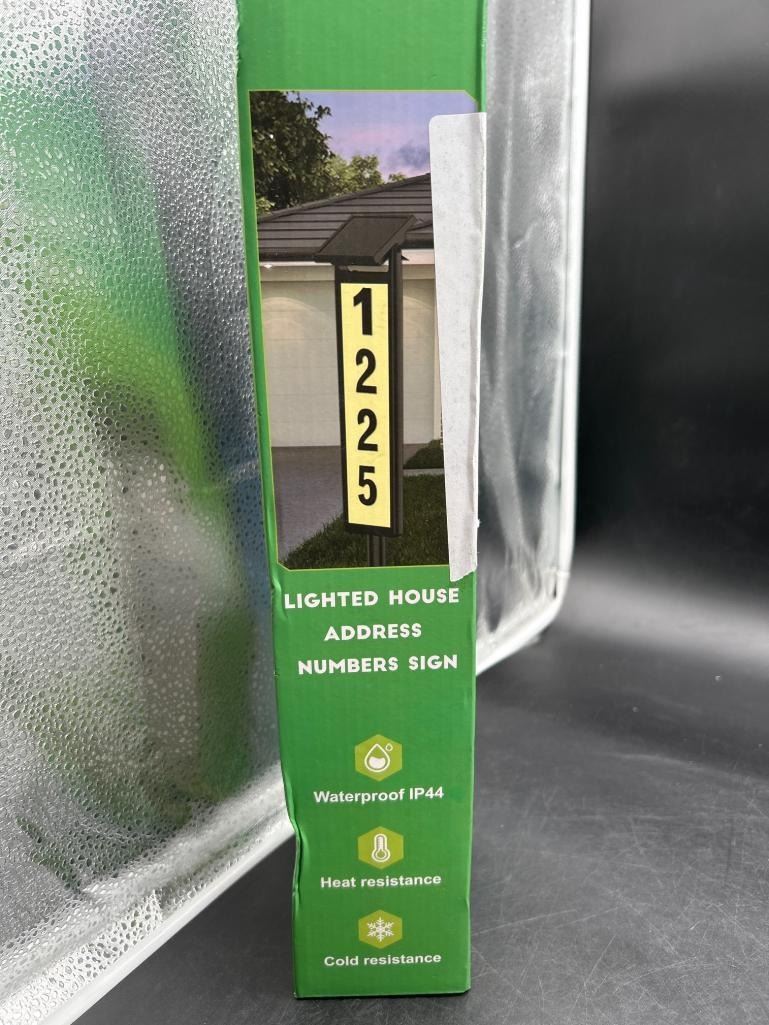 1
2
2
5
LIGHTED HOUSE
ADDRESS
NUMBERS SIGN
Waterproof IP44
Heat resistance
Cold resistance